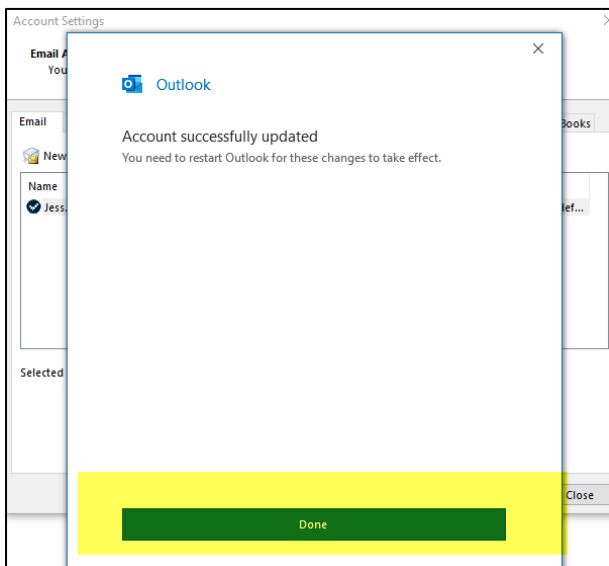 Account Settings
Email A
You
Outlook
Email
Books
Account successfully updated
You need to restart Outlook for these changes to take effect.
New
Name
Jess.
lef...
Selected
Close
Done